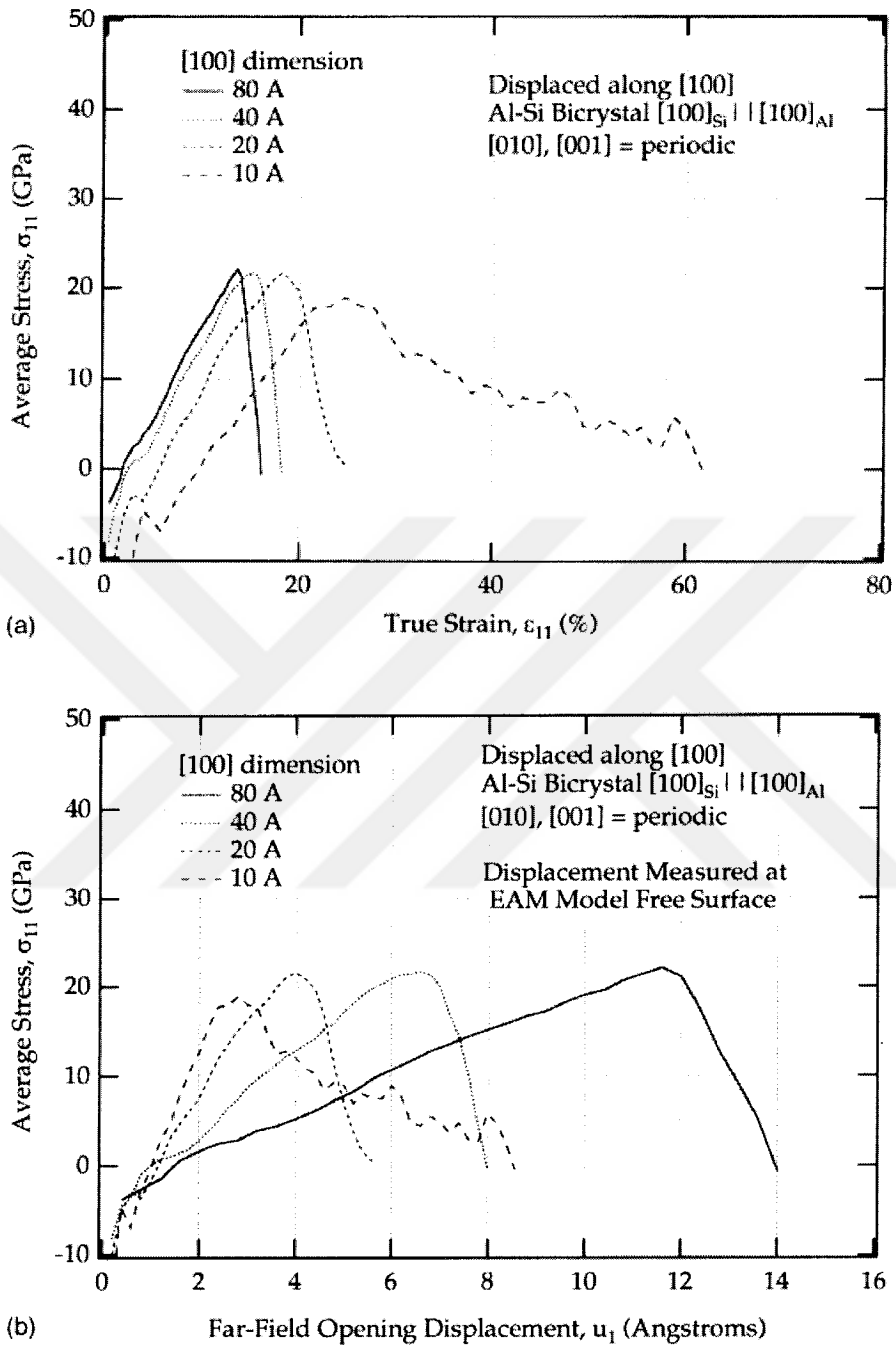 50
40
30
20
10
0
-10
Average Stress, σ11 (GPa)
[100] dimension
80 A
40 A
20 A
10 A
Displaced along [100]
Al-Si Bicrystal [100]Si || [100]Al
[010], [001] = periodic
0
20
40
60
80
(a)
True Strain, ε11 (%)
50
40
30
20
10
0
-10
Average Stress, σ11 (GPa)
[100] dimension
80 A
40 A
20 A
10 A
Displaced along [100]
Al-Si Bicrystal [100]Si || [100]Al
[010], [001] = periodic
Displacement Measured at
EAM Model Free Surface
0
2
4
6
8
10
12
14
16
(b)
Far-Field Opening Displacement, u1 (Angstroms)